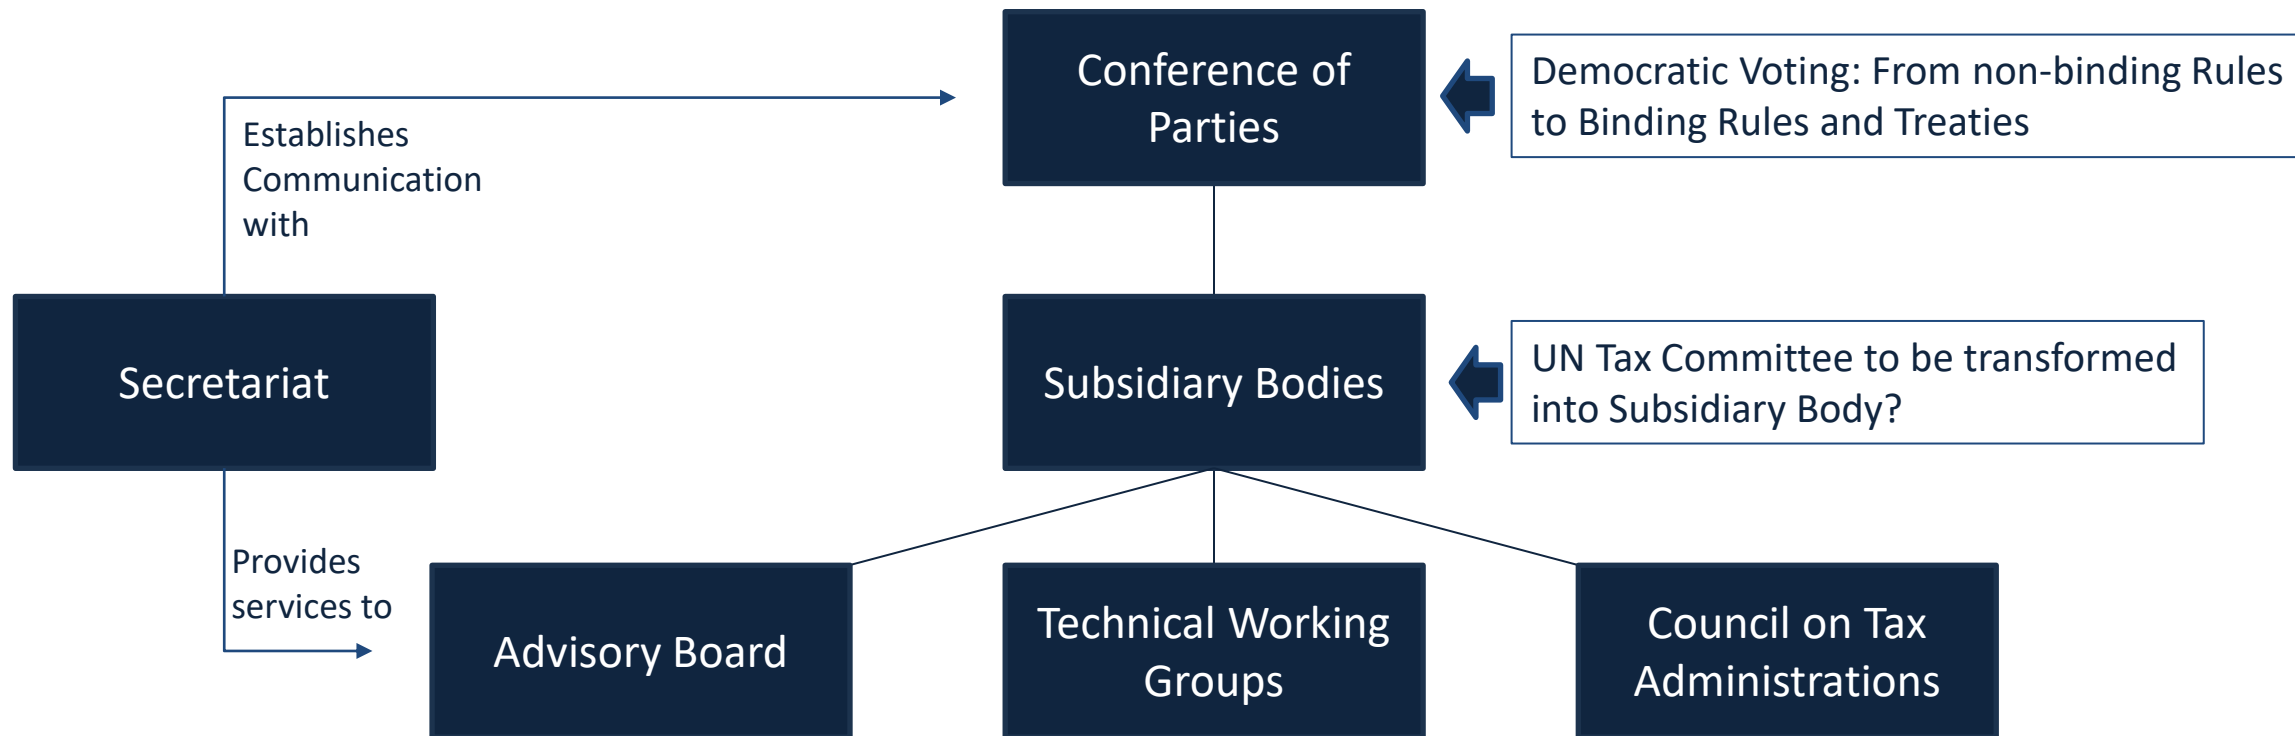 Conference of
Parties
Democratic Voting: From non-binding Rules
to Binding Rules and Treaties
Establishes
Communication
with
Secretariat
Subsidiary Bodies
UN Tax Committee to be transformed
into Subsidiary Body?
Provides
services to
Advisory Board
Technical Working
Groups
Council on Tax
Administrations